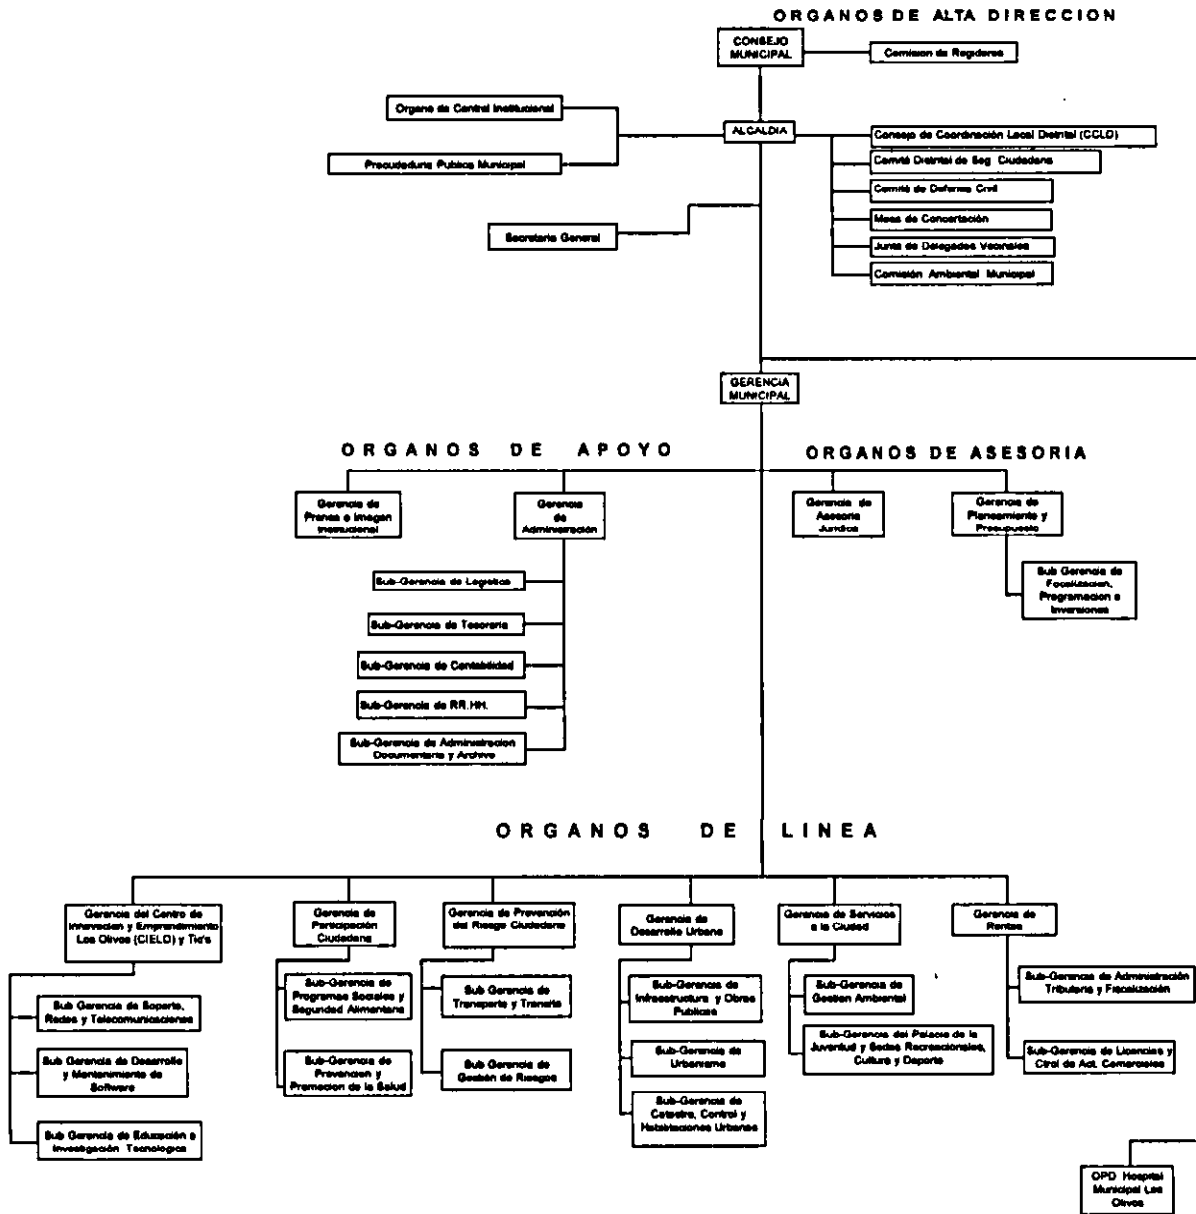 ORGANOS DE ALTA DIRECCION
CONSEJO
MUNICIPAL
Comision de Regidores
Organo de Control Institucional
ALCALDIA
Consejo de Coordinación Local Distrital (CCLD)
Procududuria Publica Municipal
Comité Distrital de Seg. Ciudadana
Comité de Defensa Civil
Mesa de Concertación
Secretaria General
Junta de Delegados Vecinales
Comisión Ambiental Municipal
GERENCIA
MUNICIPAL
ORGANOS DE APOYO
ORGANOS DE ASESORIA
Gerencia de
Prensa e Imagen
Institucional
Gerencia
de
Administración
Gerencia de
Asesoria
Juridica
Gerencia de
Planeamiento y
Presupuesto
Sub-Gerencia de Logistica
Sub Gerencia de
Focalizacion,
Programacion e
Inversiones
Sub-Gerencia de Tesoreria
Sub-Gerencia de Contabilidad
Sub-Gerencia de RR.HH.
Sub-Gerencia de Administracion
Documentaria y Archivo
ORGANOS DE LINEA
Gerencia del Centro de
Innovacion y Emprendimiento
Los Olivos (CIELO) y Tic's
Gerencia de
Participación
Ciudadana
Gerencia de Prevención
del Riesgo Ciudadano
Gerencia de
Desarrollo Urbano
Gerencia de Servicios
a la Ciudad
Gerencia de
Rentas
Sub Gerencia de Soporte,
Redes y Telecomunicaciones
Sub-Gerencia de
Programas Sociales y
Seguridad Alimentaria
Sub Gerencia de
Transporte y Transito
Sub-Gerencia de
Infraestructura y Obras
Publicas
Sub-Gerencia de
Gestion Ambiental
Sub-Gerencia de Administración
Tributaria y Fiscalización
Sub Gerencia de Desarrollo
y Mantenimiento de
Software
Sub-Gerencia de
Prevencion y
Promocion de la Salud
Sub Gerencia de
Gestión de Riesgos
Sub-Gerencia de
Urbanismo
Sub-Gerencia del Palacio de la
Juventud y Sedes Recreacionales,
Cultura y Deporte
Sub-Gerencia de Licencias y
Ctrol de Act. Comerciales
Sub Gerencia de Educación e
Investigación Tecnologica
Sub-Gerencia de
Catastro, Control y
Habilitaciones Urbanas
OPD Hospital
Municipal Los
Olivos